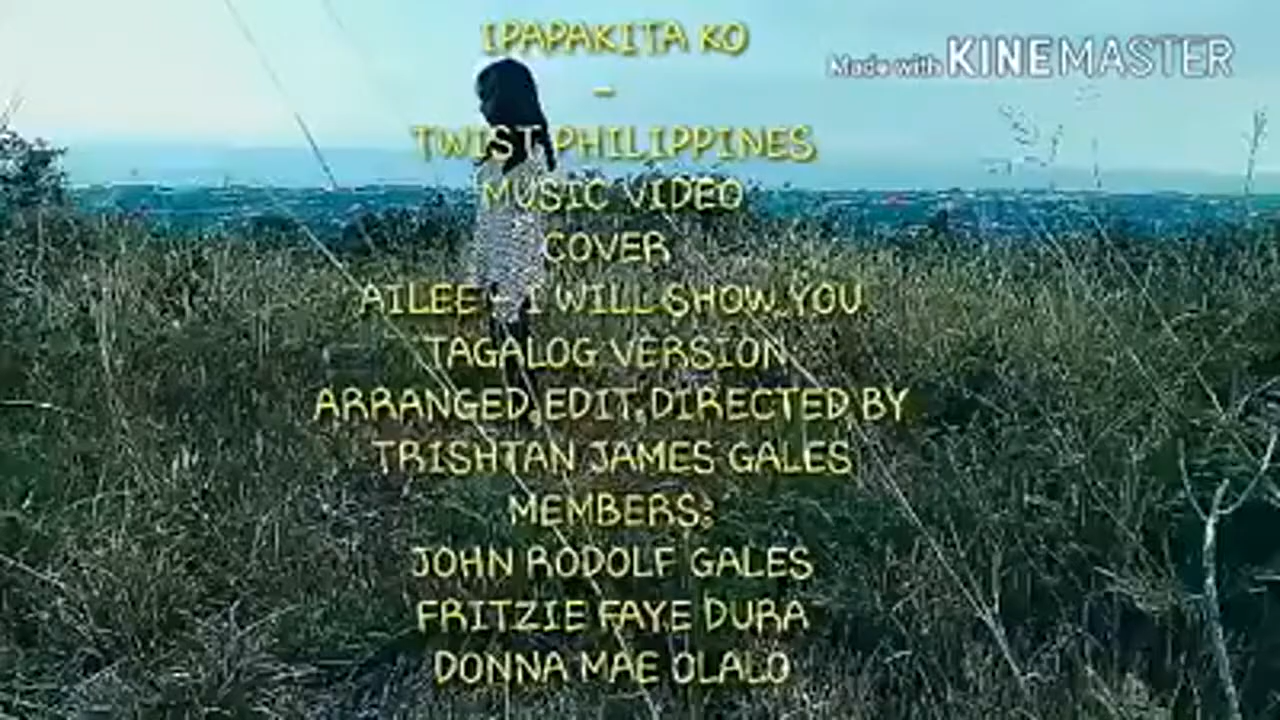 IPAPAKITA KO
Made with KINEMASTER
-
TWIST PHILIPPINES
MUSIC VIDEO
COVER
AILEE - I WILL SHOW YOU
TAGALOG VERSION
ARRANGED,EDIT,DIRECTED BY
TRISHTAN JAMES GALES
MEMBERS:
JOHN RODOLF GALES
FRITZIE FAYE DURA
DONNA MAE OLALO